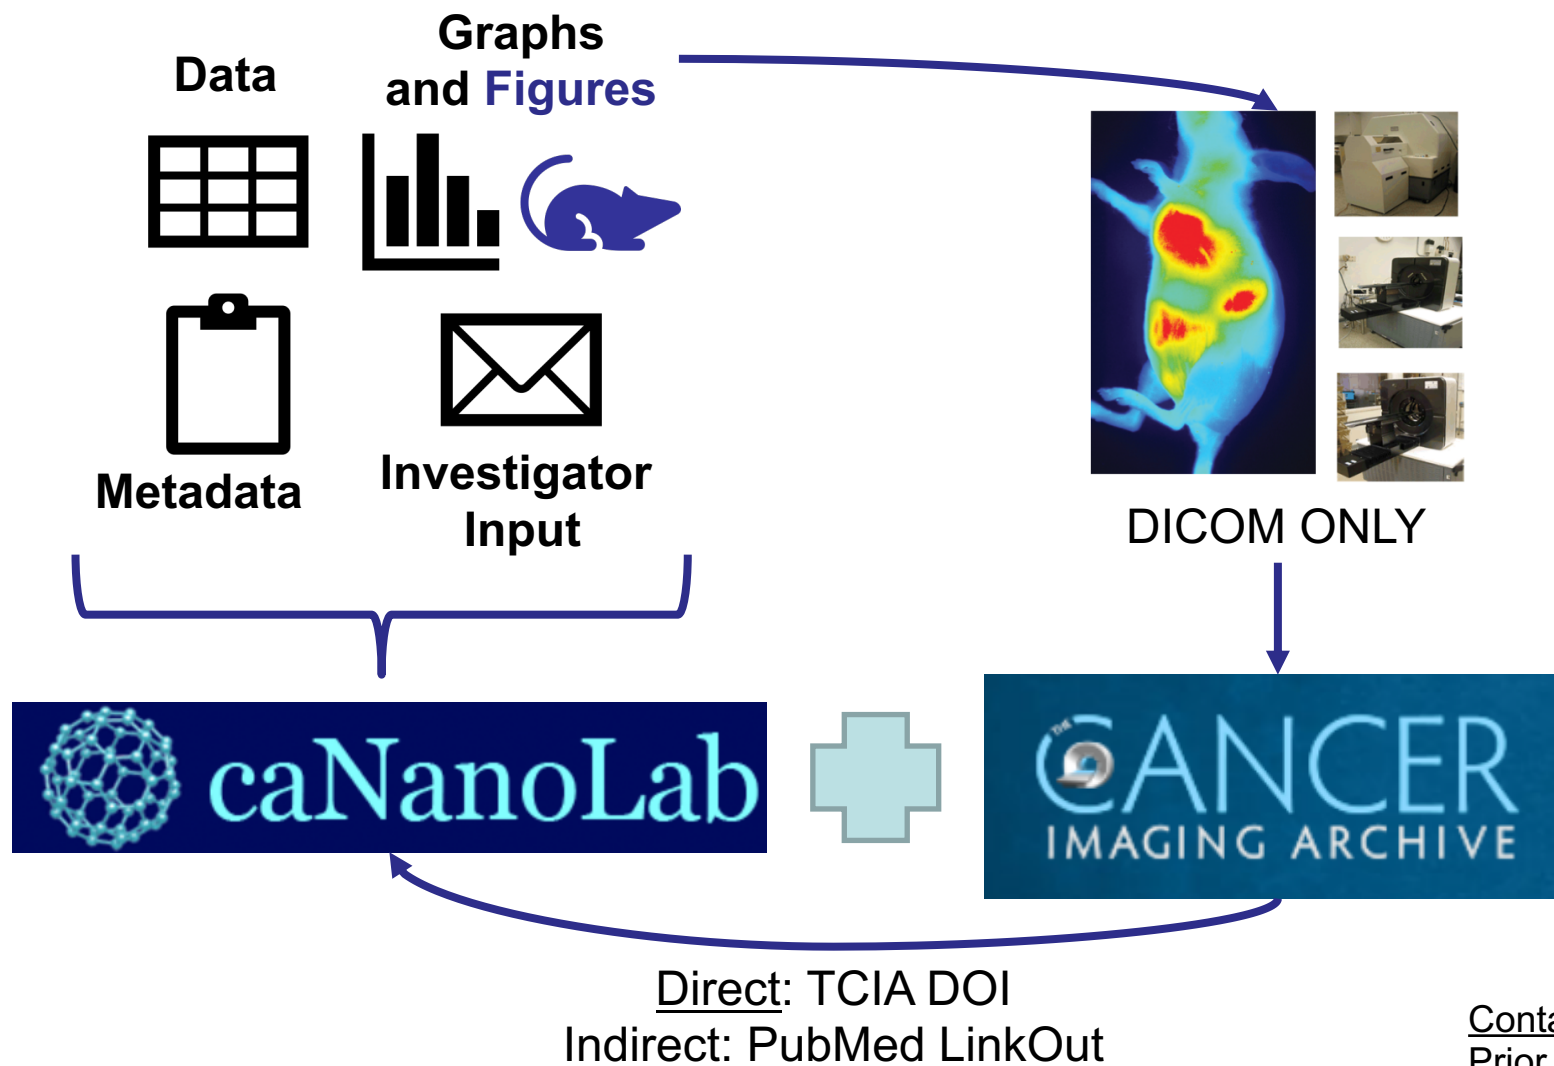 Data
Graphs
and Figures
Metadata
Investigator
Input
DICOM ONLY
caNanoLab
THE
CANCER
IMAGING ARCHIVE
Direct: TCIA DOI
Indirect: PubMed LinkOut
Prior